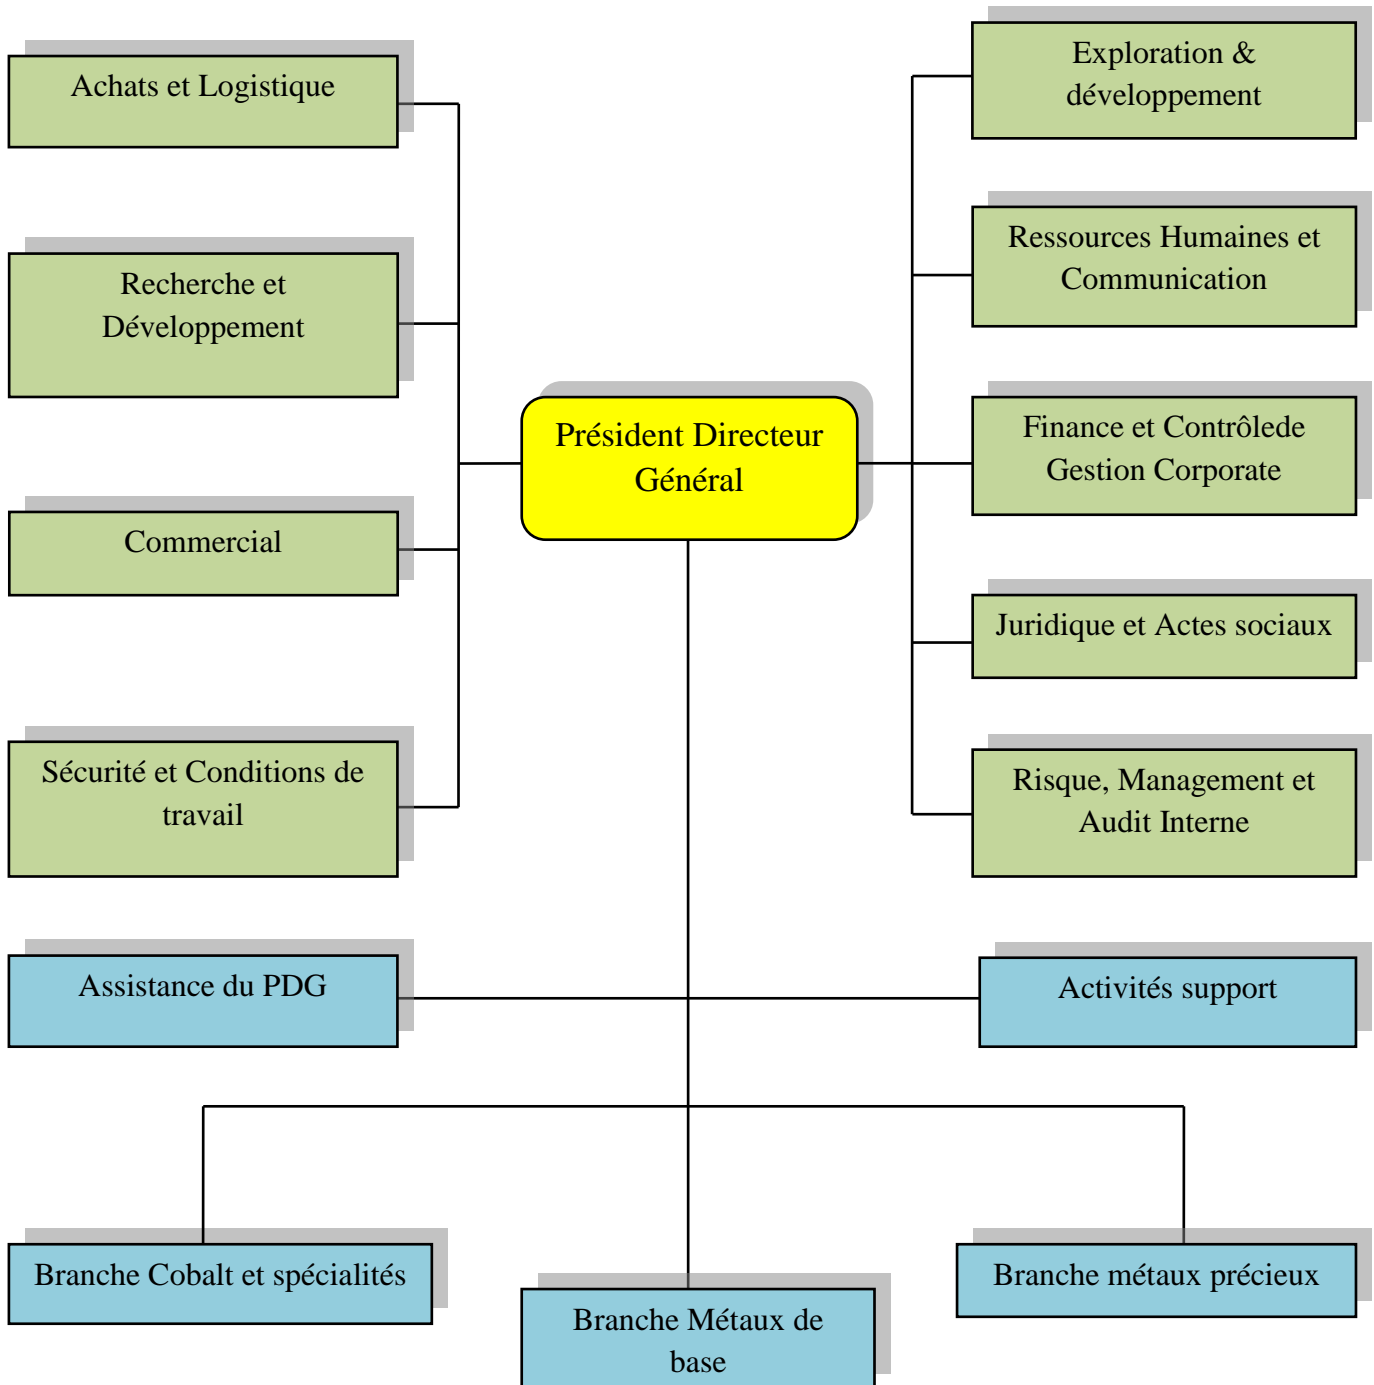 Achats et Logistique
Exploration &
développement
Recherche et
Développement
Ressources Humaines et
Communication
Président Directeur
Général
Finance et Contrôlede
Gestion Corporate
Commercial
Juridique et Actes sociaux
Sécurité et Conditions de
travail
Risque, Management et
Audit Interne
Assistance du PDG
Activités support
Branche Cobalt et spécialités
Branche Métaux de
base
Branche métaux précieux